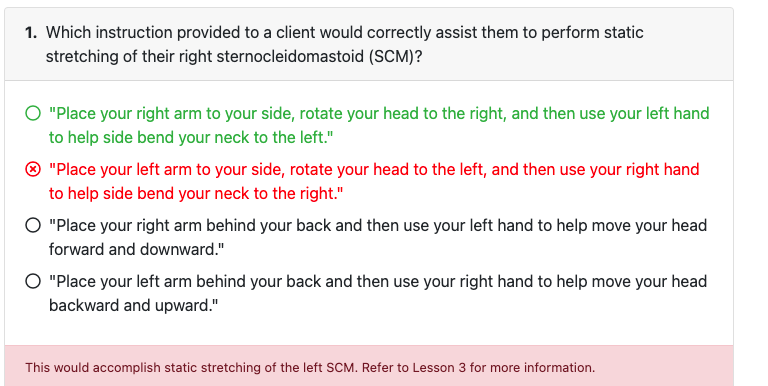 1. Which instruction provided to a client would correctly assist them to perform static
stretching of their right sternocleidomastoid (SCM)?
"Place your right arm to your side, rotate your head to the right, and then use your left hand
to help side bend your neck to the left."
"Place your left arm to your side, rotate your head to the left, and then use your right hand
to help side bend your neck to the right."
"Place your right arm behind your back and then use your left hand to help move your head
forward and downward."
"Place your left arm behind your back and then use your right hand to help move your head
backward and upward."
This would accomplish static stretching of the left SCM. Refer to Lesson 3 for more information.